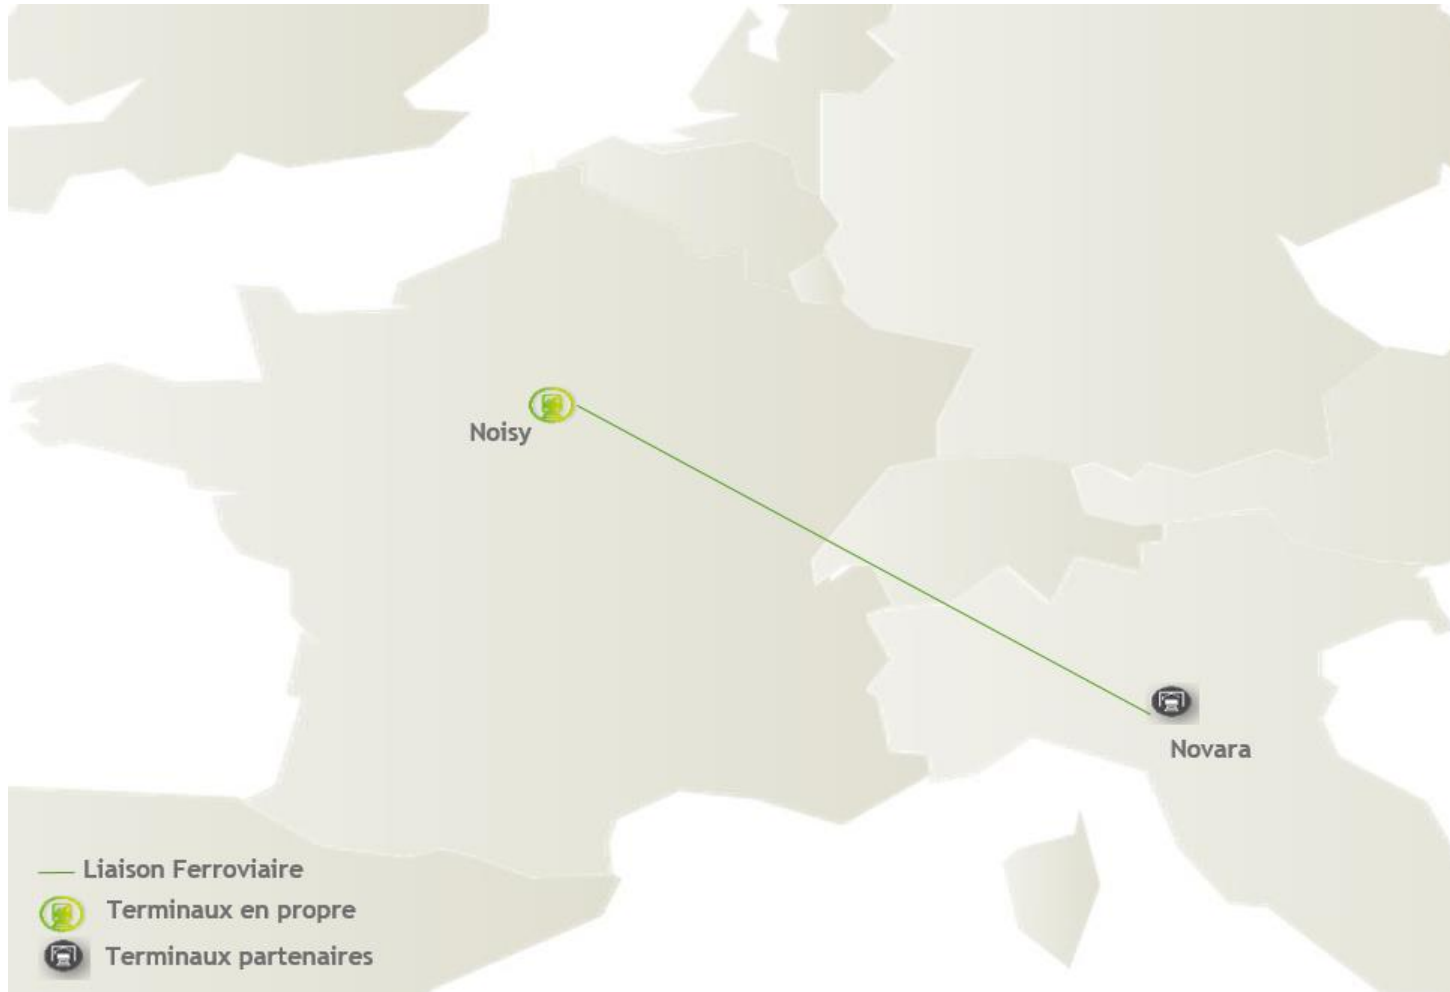 Noisy
Novara
Liaison Ferroviaire
Terminaux en propre
Terminaux partenaires